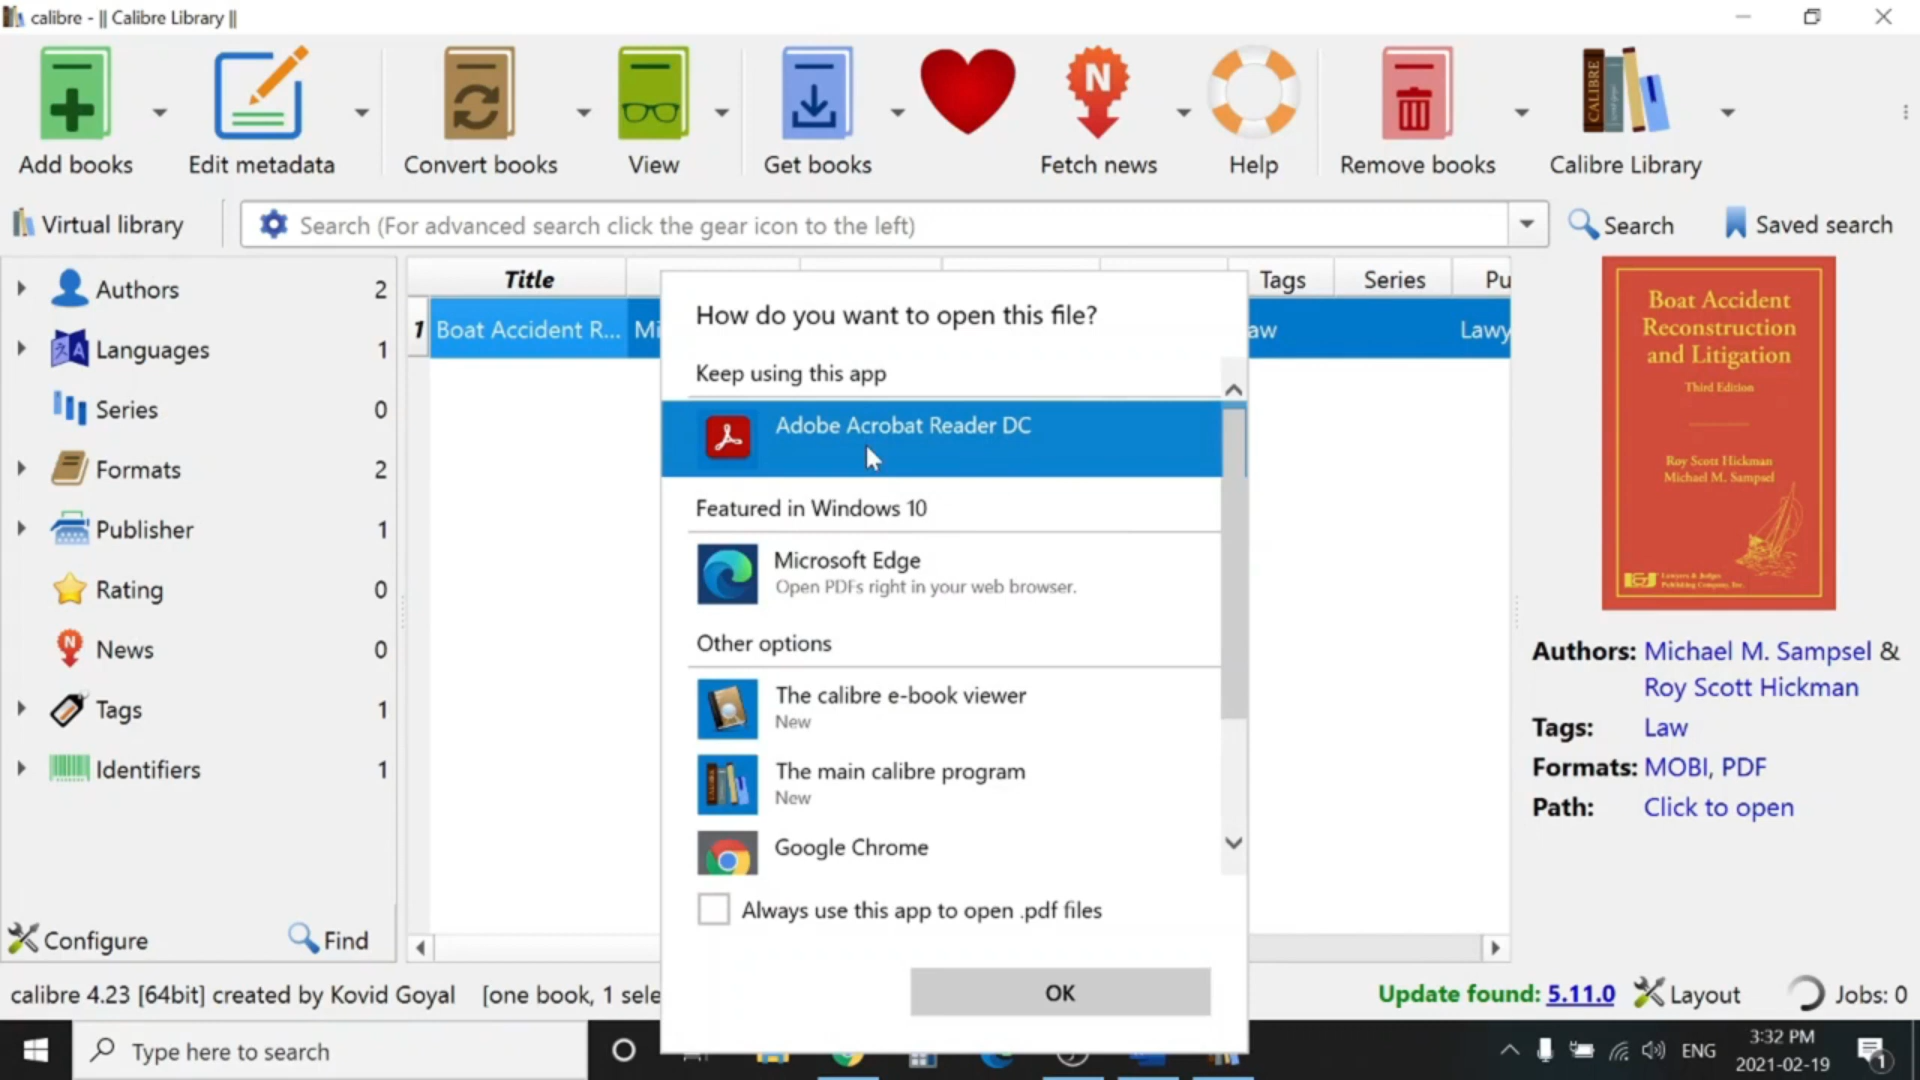 calibre - || Calibre Library ||
Add books
Edit metadata
Convert books
View
Get books
N
Fetch news
Help
Remove books
CALIBRE
Calibre Library
Virtual library
Search (For advanced search click the gear icon to the left)
Search
Saved search
Authors 2
Languages 1
Series 0
Formats 2
Publisher 1
Rating 0
N
News 0
Tags 1
Identifiers 1
Configure
Find
Title
Tags
Series
Pu
1 Boat Accident R... Mi
aw
Lawy
How do you want to open this file?
Keep using this app
Adobe Acrobat Reader DC
Featured in Windows 10
Microsoft Edge
Open PDFs right in your web browser.
Other options
The calibre e-book viewer
New
The main calibre program
New
Google Chrome
Always use this app to open .pdf files
OK
Boat Accident
Reconstruction
and Litigation
Third Edition
Roy Scott Hickman
Michael M. Sampsel
Lawyers & Judges
Publishing Company, Inc.
Authors: Michael M. Sampsel &
Roy Scott Hickman
Tags: Law
Formats: MOBI, PDF
Path: Click to open
calibre 4.23 [64bit] created by Kovid Goyal [one book, 1 sele
Update found: 5.11.0
Layout
Jobs: 0
Type here to search
ENG
3:32 PM
2021-02-19
1